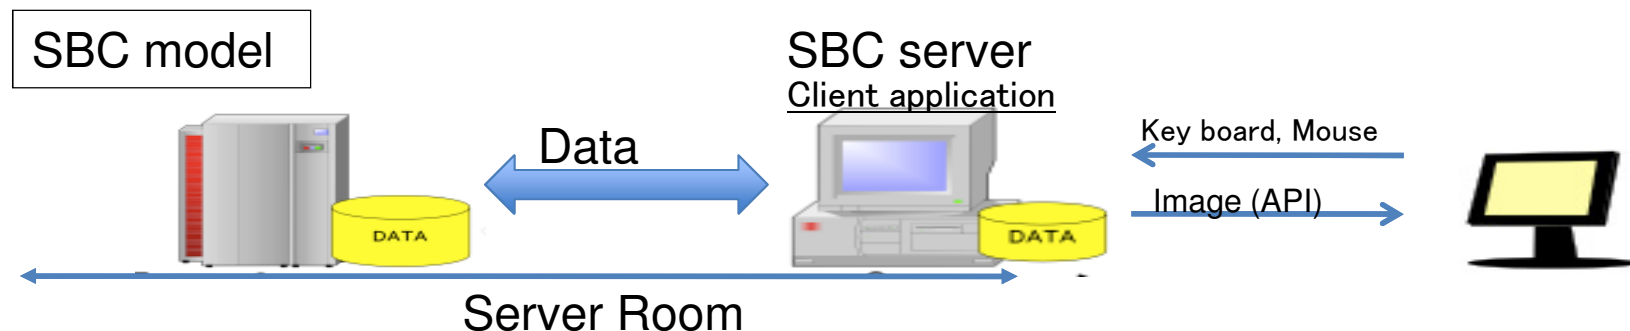 SBC model
SBC server
Client application
Data
Key board, Mouse
Image (API)
DATA
DATA
Server Room